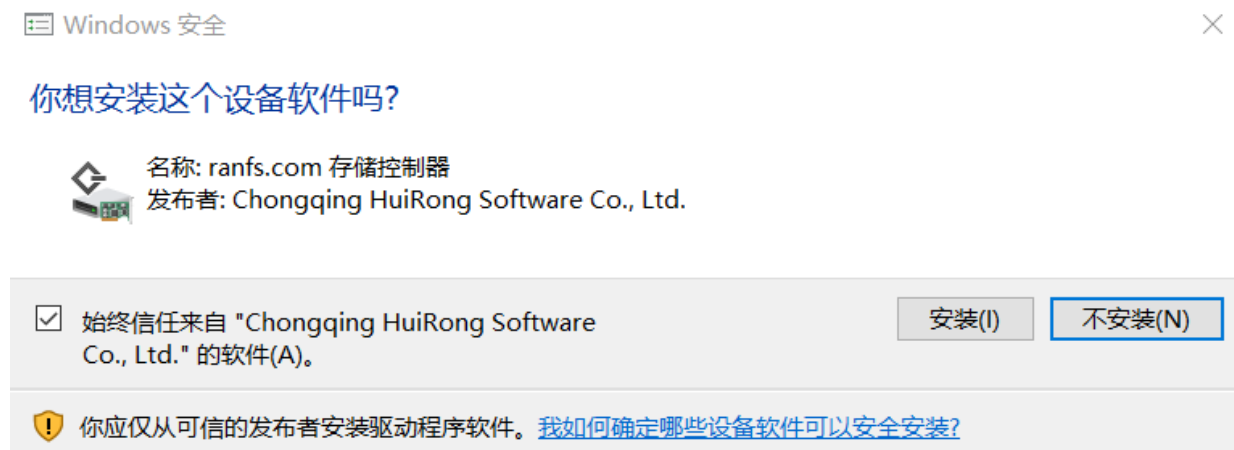 Windows 安全
你想安装这个设备软件吗?
名称: ranfs.com 存储控制器
发布者: Chongqing HuiRong Software Co., Ltd.
始终信任来自 "Chongqing HuiRong Software
Co., Ltd." 的软件(A)。
安装(I)
不安装(N)
你应仅从可信的发布者安装驱动程序软件。我如何确定哪些设备软件可以安全安装?